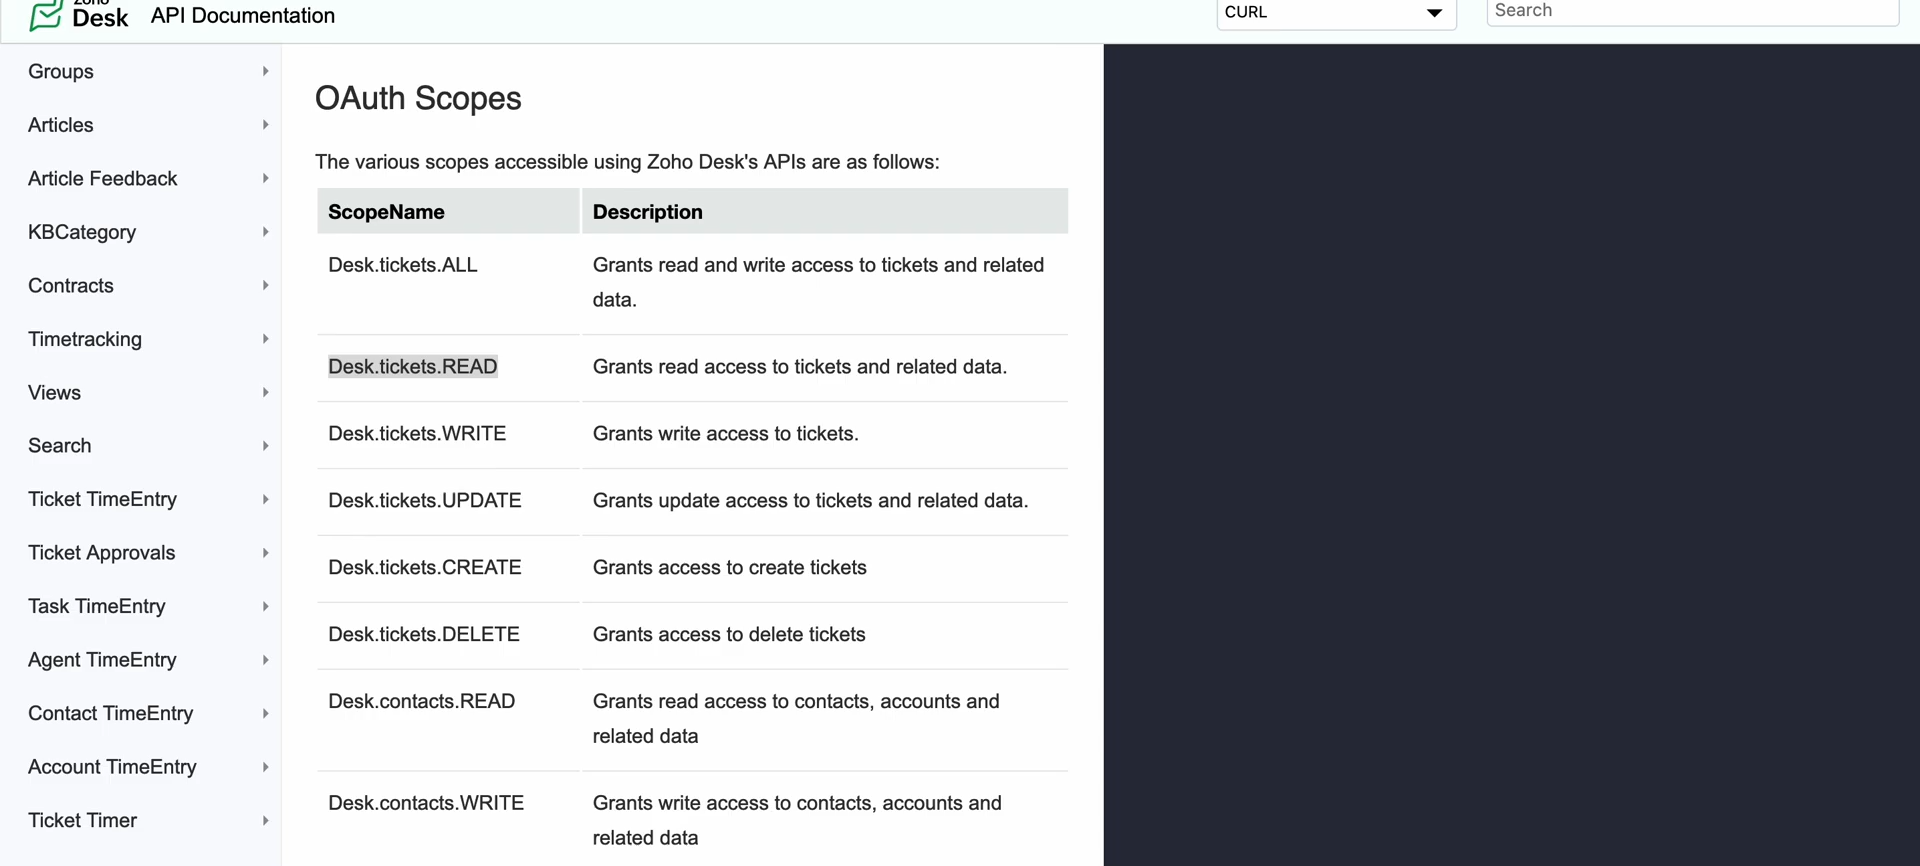 Zoho
Desk API Documentation
CURL
Search
Groups
Articles
Article Feedback
KBCategory
Contracts
Timetracking
Views
Search
Ticket TimeEntry
Ticket Approvals
Task TimeEntry
Agent TimeEntry
Contact TimeEntry
Account TimeEntry
Ticket Timer
OAuth Scopes
The various scopes accessible using Zoho Desk's APIs are as follows:
ScopeName Description
Desk.tickets.ALL Grants read and write access to tickets and related
data.
Desk.tickets.READ Grants read access to tickets and related data.
Desk.tickets.WRITE Grants write access to tickets.
Desk.tickets.UPDATE Grants update access to tickets and related data.
Desk.tickets.CREATE Grants access to create tickets
Desk.tickets.DELETE Grants access to delete tickets
Desk.contacts.READ Grants read access to contacts, accounts and
related data
Desk.contacts.WRITE Grants write access to contacts, accounts and
related data